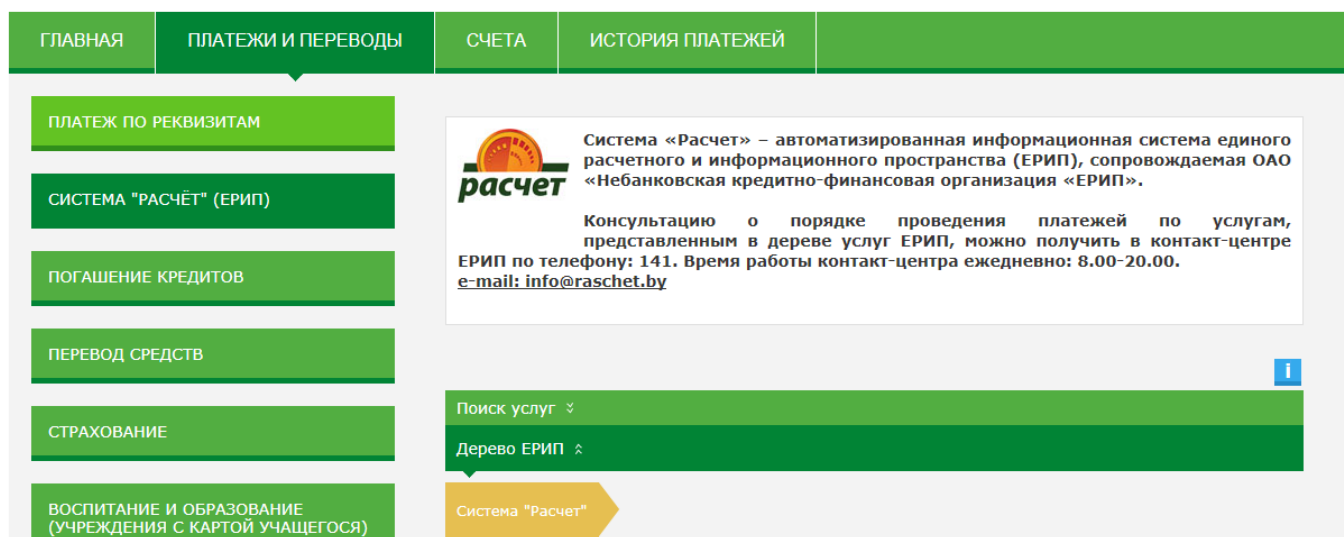 ГЛАВНАЯ ПЛАТЕЖИ И ПЕРЕВОДЫ СЧЕТА ИСТОРИЯ ПЛАТЕЖЕЙ
ПЛАТЕЖ ПО РЕКВИЗИТАМ
СИСТЕМА "РАСЧЁТ" (ЕРИП)
ПОГАШЕНИЕ КРЕДИТОВ
ПЕРЕВОД СРЕДСТВ
СТРАХОВАНИЕ
ВОСПИТАНИЕ И ОБРАЗОВАНИЕ
(УЧРЕЖДЕНИЯ С КАРТОЙ УЧАЩЕГОСЯ)
расчет
Система «Расчет» – автоматизированная информационная система единого
расчетного и информационного пространства (ЕРИП), сопровождаемая ОАО
«Небанковская кредитно-финансовая организация «ЕРИП».
Консультацию о порядке проведения платежей по услугам,
представленным в дереве услуг ЕРИП, можно получить в контакт-центре
ЕРИП по телефону: 141. Время работы контакт-центра ежедневно: 8.00-20.00.
e-mail: info@raschet.by
i
Поиск услуг
Дерево ЕРИП
Система "Расчет"